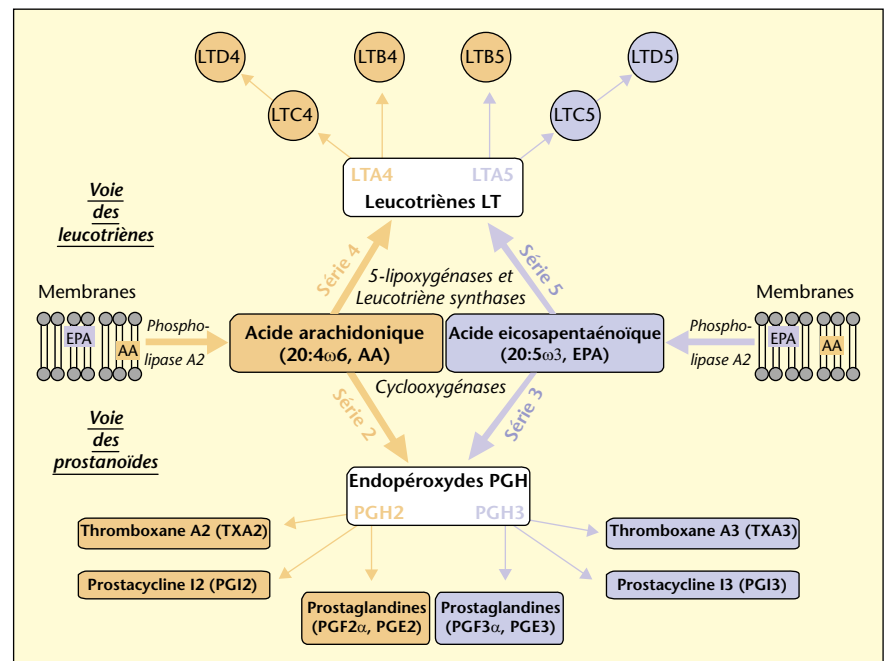 LTD4
LTB4
LTB5
LTD5
LTC4
LTC5
LTA4
LTA5
Leucotriènes LT
Voie
des
leucotriènes
Série 4
Série 5
5-lipoxygénases et
Leucotriène synthases
Membranes
EPA
AA
Phospho-
lipase A2
Acide arachidonique
(20:4ω6, AA)
Acide eicosapentaénoïque
(20:5ω3, EPA)
Phospho-
lipase A2
Membranes
EPA
AA
Cyclooxygénases
Série 2
Série 3
Voie
des
prostanoïdes
Endopéroxydes PGH
PGH2
PGH3
Thromboxane A2 (TXA2)
Thromboxane A3 (TXA3)
Prostacycline I2 (PGI2)
Prostacycline I3 (PGI3)
Prostaglandines
(PGF2α, PGE2)
Prostaglandines
(PGF3α, PGE3)